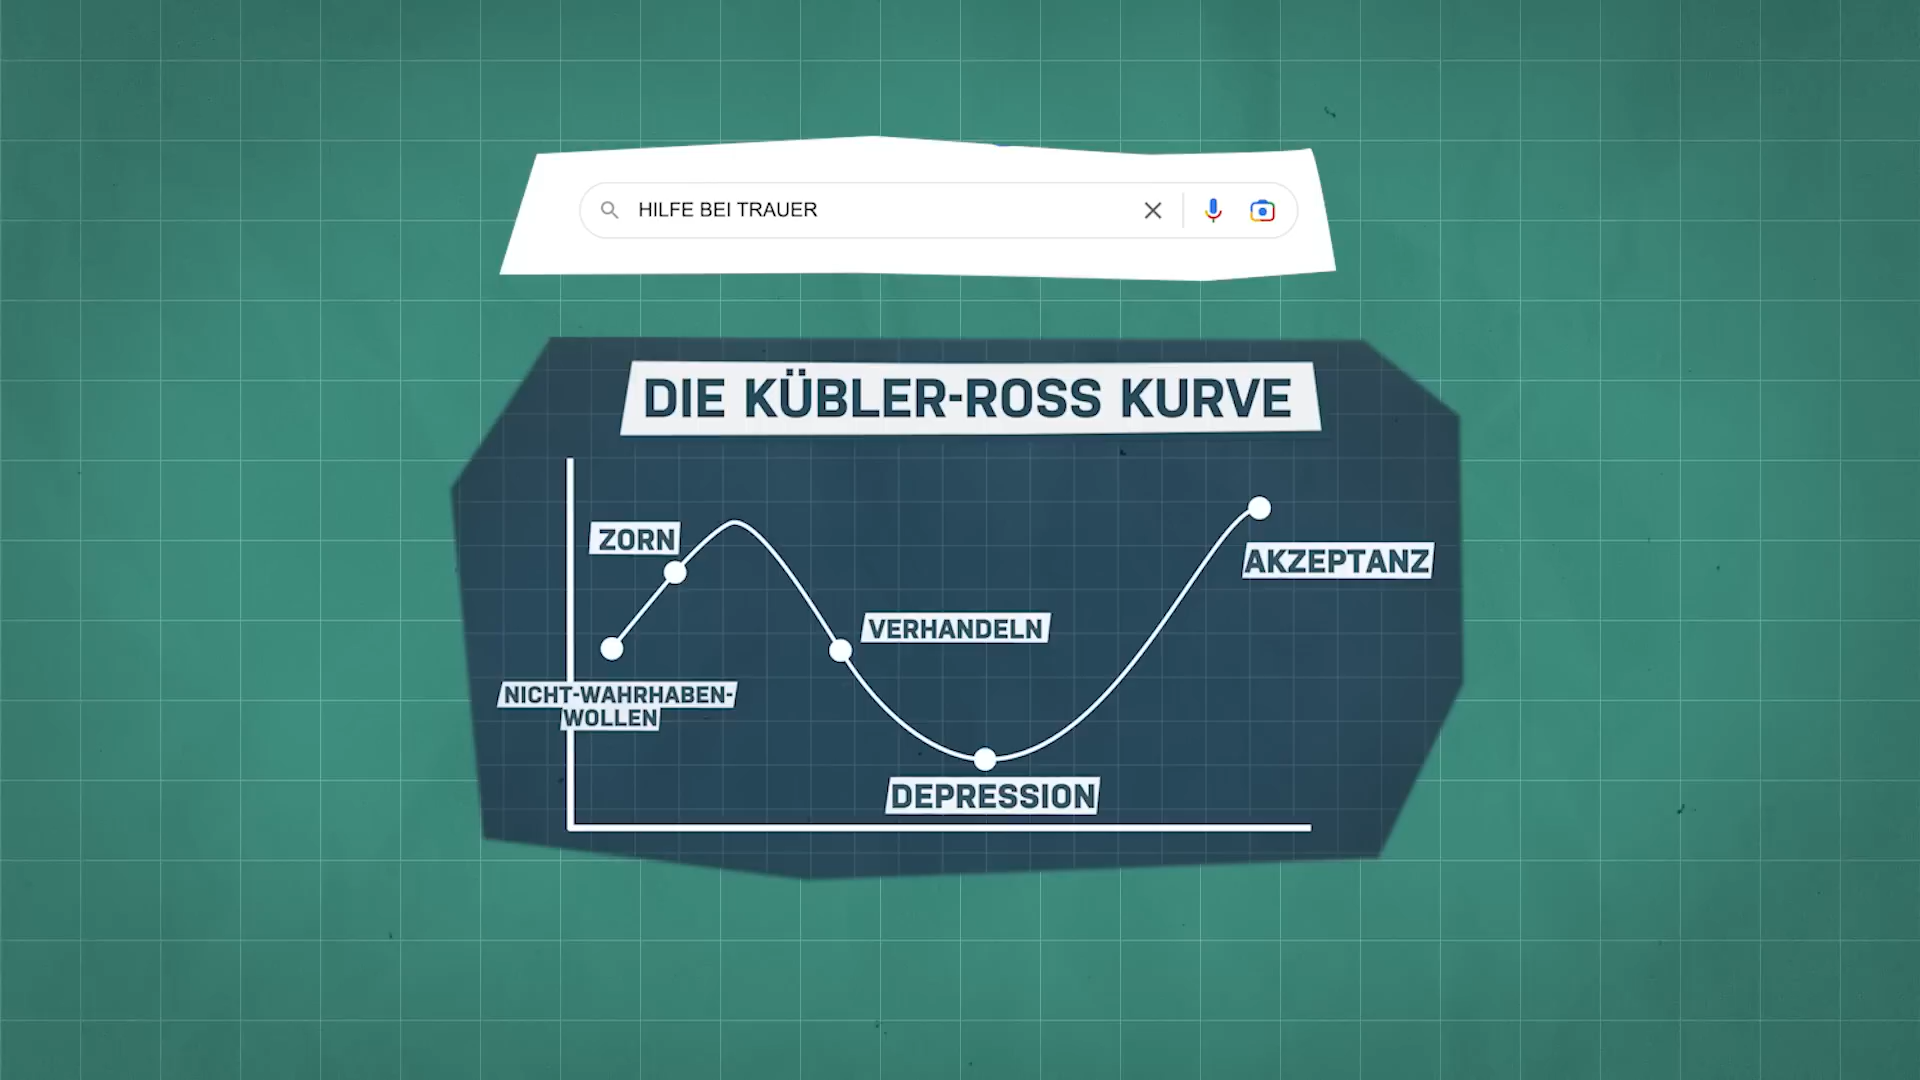 HILFE BEI TRAUER
DIE KÜBLER-ROSS KURVE
ZORN
AKZEPTANZ
VERHANDELN
NICHT-WAHRHABEN-
WOLLEN
DEPRESSION